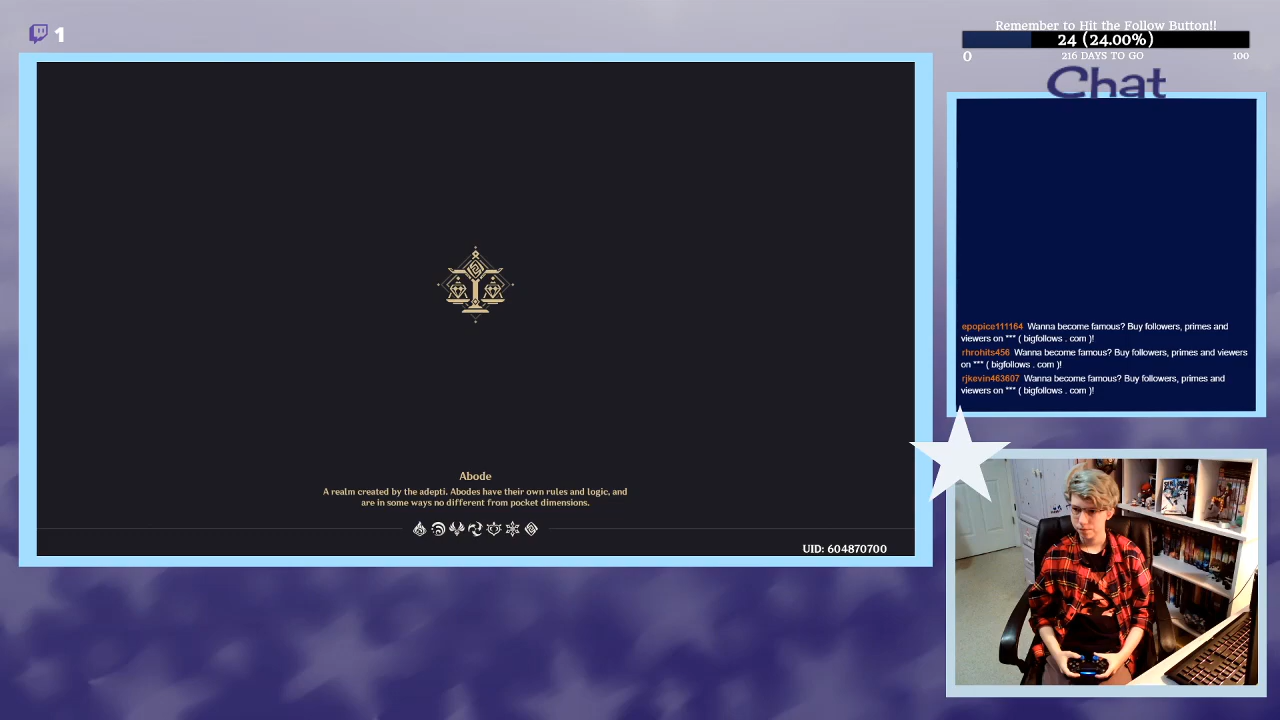 1
Remember to Hit the Follow Button!!
24 (24.00%)
0
216 DAYS TO GO
100
Chat
epopice111164 Wanna become famous? Buy followers, primes and
viewers on *** ( bigfollows . com )!
rhrohits456 Wanna become famous? Buy followers, primes and viewers
on *** ( bigfollows . com )!
rjkevin463607 Wanna become famous? Buy followers, primes and
viewers on *** ( bigfollows . com )!
Abode
A realm created by the adepti. Abodes have their own rules and logic, and
are in some ways no different from pocket dimensions.
UID: 604870700